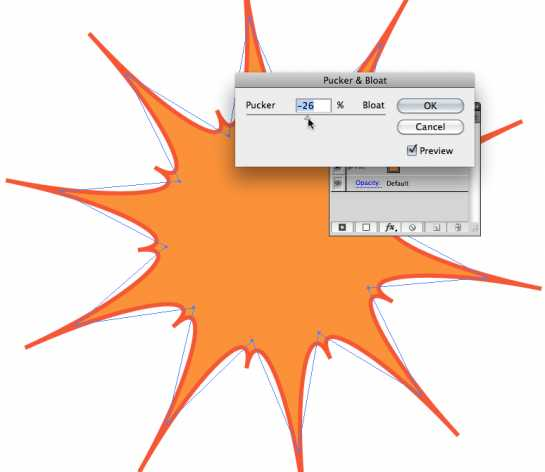 Pucker & Bloat
Pucker -26 % Bloat OK
Cancel
Preview
Opacity: Default
fx.